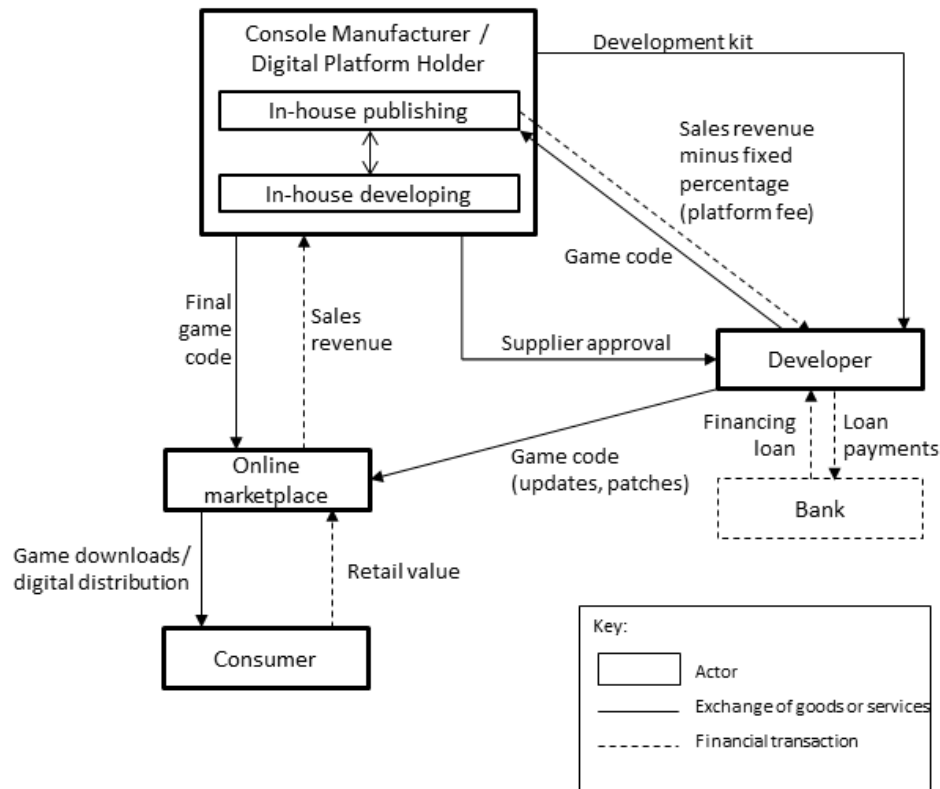 Console Manufacturer /
Digital Platform Holder
In-house publishing
In-house developing
Development kit
Sales revenue
minus fixed
percentage
(platform fee)
Game code
Final
game
code
Sales
revenue
Supplier approval
Developer
Financing
loan
Loan
payments
Online
marketplace
Game code
(updates, patches)
Bank
Game downloads/
digital distribution
Retail value
Consumer
Key:
Actor
Exchange of goods or services
Financial transaction